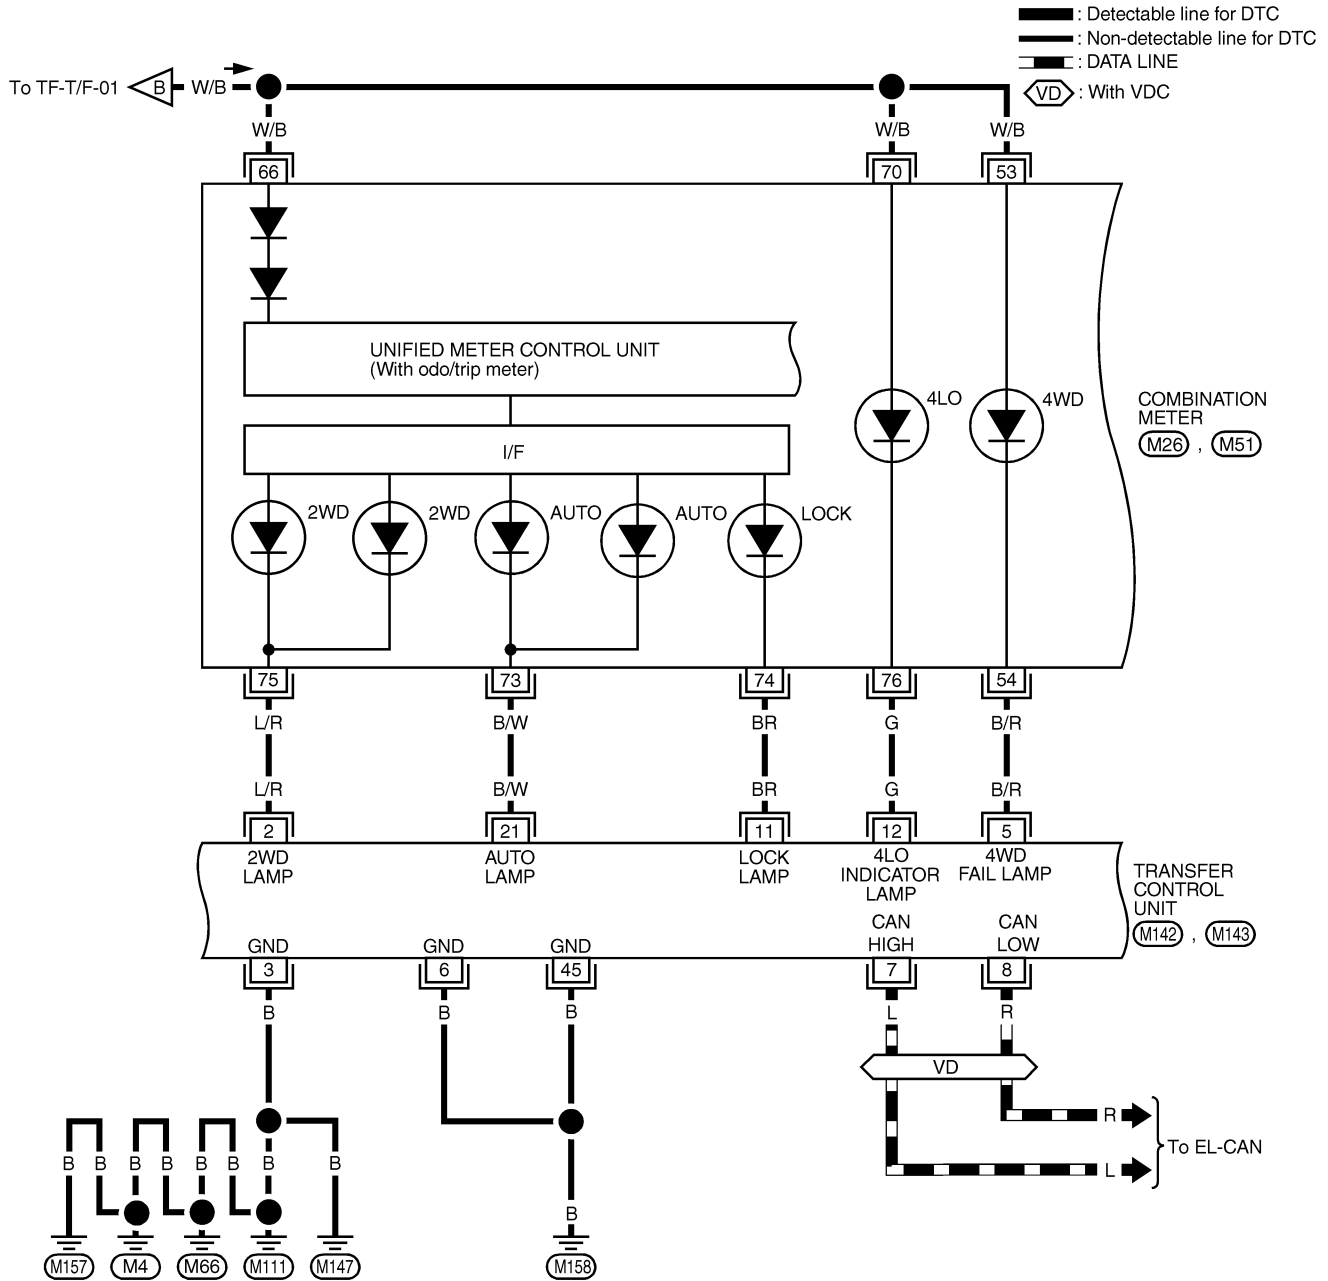 : Detectable line for DTC
: Non-detectable line for DTC
: DATA LINE
VD : With VDC
To TF-T/F-01 B W/B
W/B W/B W/B
66 70 53
UNIFIED METER CONTROL UNIT
(With odo/trip meter)
4LO 4WD
COMBINATION
METER
M26 , M51
I/F
2WD 2WD AUTO AUTO LOCK
75 73 74 76 54
L/R B/W BR G B/R
L/R B/W BR G B/R
2 21 11 12 5
2WD
LAMP
AUTO
LAMP
LOCK
LAMP
4LO
INDICATOR
LAMP
4WD
FAIL LAMP
TRANSFER
CONTROL
UNIT
M142 , M143
CAN
HIGH
CAN
LOW
GND GND GND
3 6 45 7 8
B B B L R
VD
R
To EL-CAN
L
B B B B B B B B
B
M157 M4 M66 M111 M147 M158